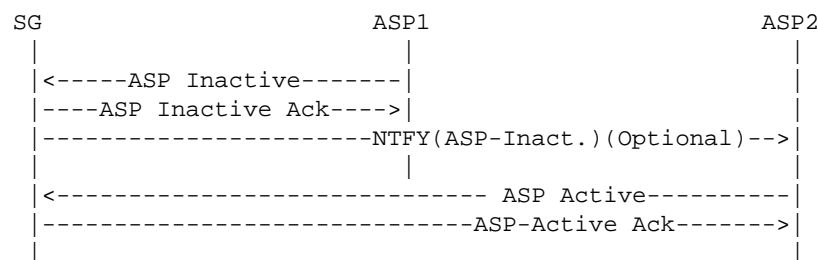 SG                       ASP1                       ASP2
 |                         |                          |
 |<-----ASP Inactive-------|                          |
 |----ASP Inactive Ack---->|                          |
 |-----------------------NTFY(ASP-Inact.)(Optional)-->|
 |                         |                          |
 |<------------------------------- ASP Active----------|
 |------------------------------ASP-Active Ack------->|
 |                                                    |